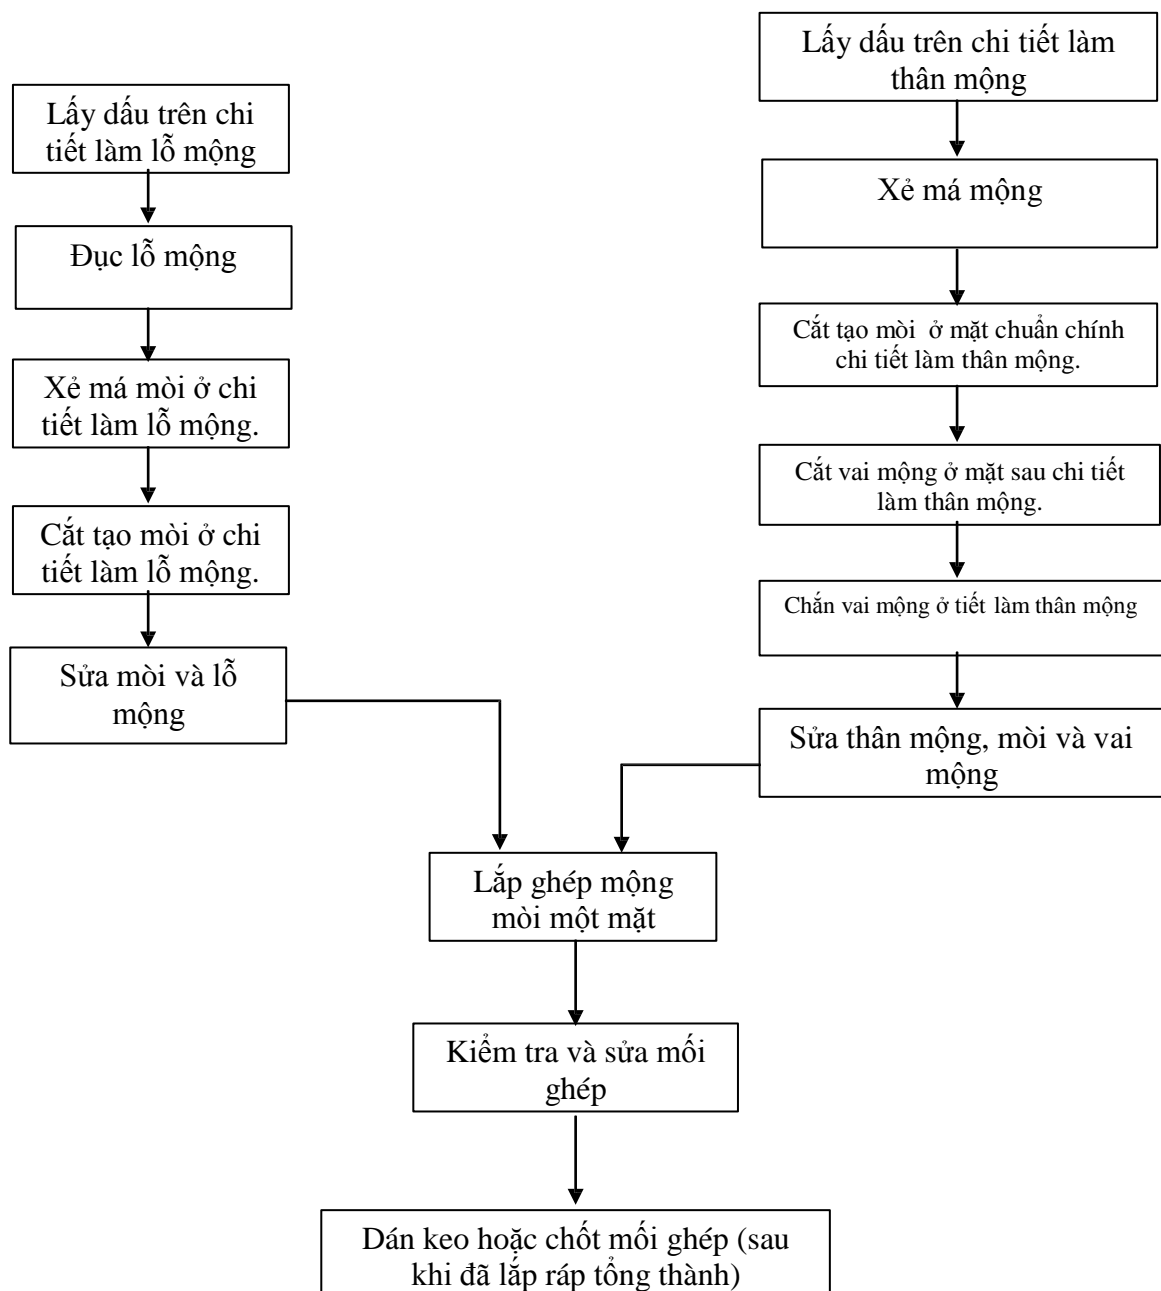 Lấy dấu trên chi
tiết làm lỗ mộng
Đục lỗ mộng
Xẻ má mòi ở chi
tiết làm lỗ mộng.
Cắt tạo mòi ở chi
tiết làm lỗ mộng.
Sửa mòi và lỗ
mộng
Lấy dấu trên chi tiết làm
thân mộng
Xẻ má mộng
Cắt tạo mòi ở mặt chuẩn chính
chi tiết làm thân mộng.
Cắt vai mộng ở mặt sau chi tiết
làm thân mộng.
Chắn vai mộng ở tiết làm thân mộng
Sửa thân mộng, mòi và vai
mộng
Lắp ghép mộng
mòi một mặt
Kiểm tra và sửa mối
ghép
Dán keo hoặc chốt mối ghép (sau
khi đã lắp ráp tổng thành)